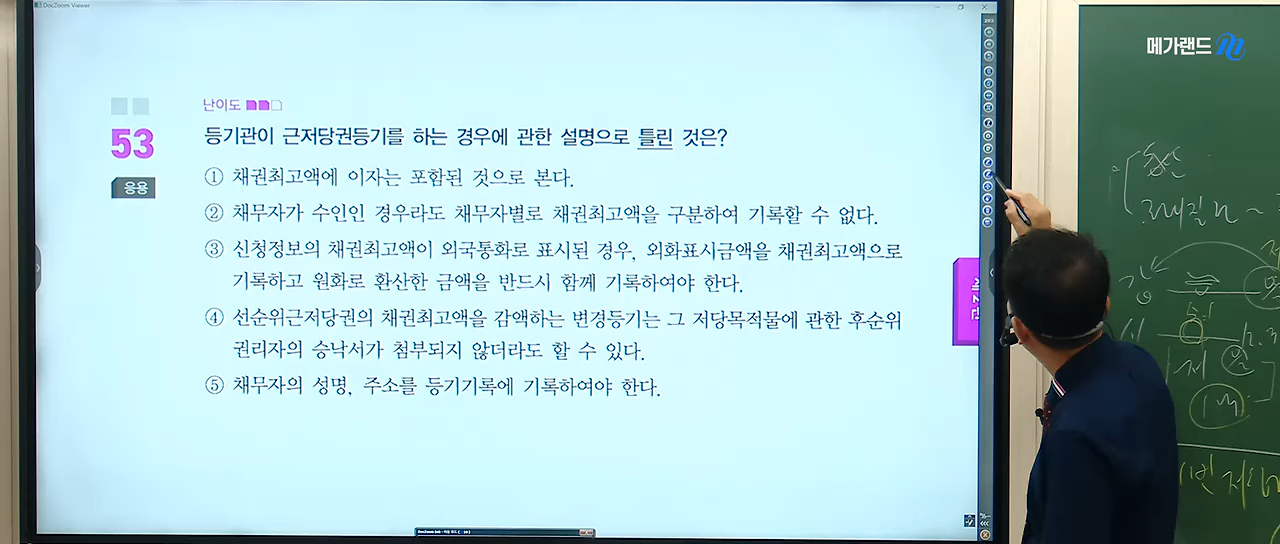 DocZoom Viewer
메가랜드
난이도
53 등기관이 근저당권등기를 하는 경우에 관한 설명으로 틀린 것은?
응용
① 채권최고액에 이자는 포함된 것으로 본다.
② 채무자가 수인인 경우라도 채무자별로 채권최고액을 구분하여 기록할 수 없다.
③ 신청정보의 채권최고액이 외국통화로 표시된 경우, 외화표시금액을 채권최고액으로
기록하고 원화로 환산한 금액을 반드시 함께 기록하여야 한다.
④ 선순위근저당권의 채권최고액을 감액하는 변경등기는 그 저당목적물에 관한 후순위
권리자의 승낙서가 첨부되지 않더라도 할 수 있다.
⑤ 채무자의 성명, 주소를 등기기록에 기록하여야 한다.